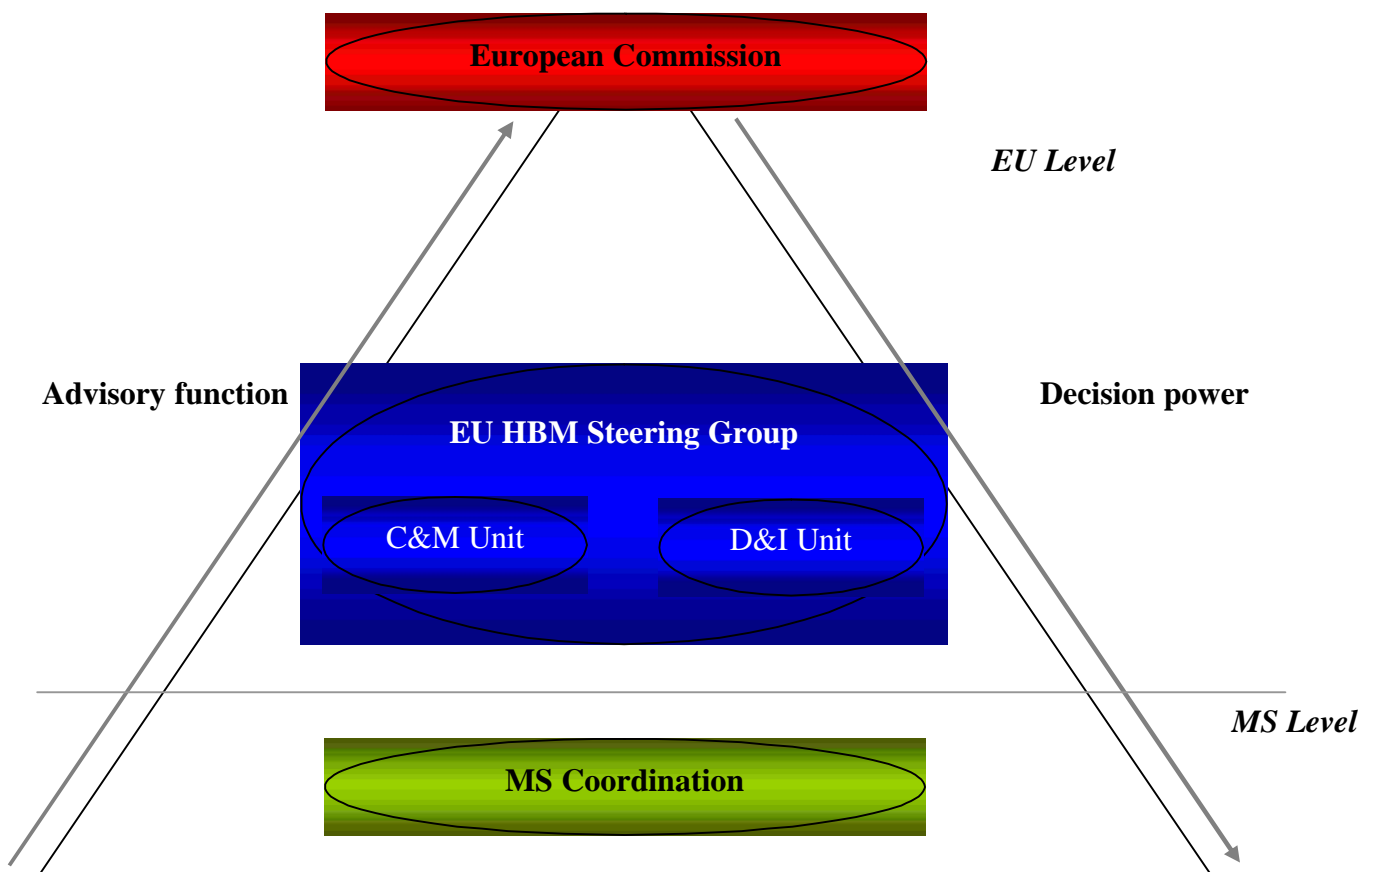 European Commission
EU Level
Advisory function
Decision power
EU HBM Steering Group
C&M Unit
D&I Unit
MS Level
MS Coordination